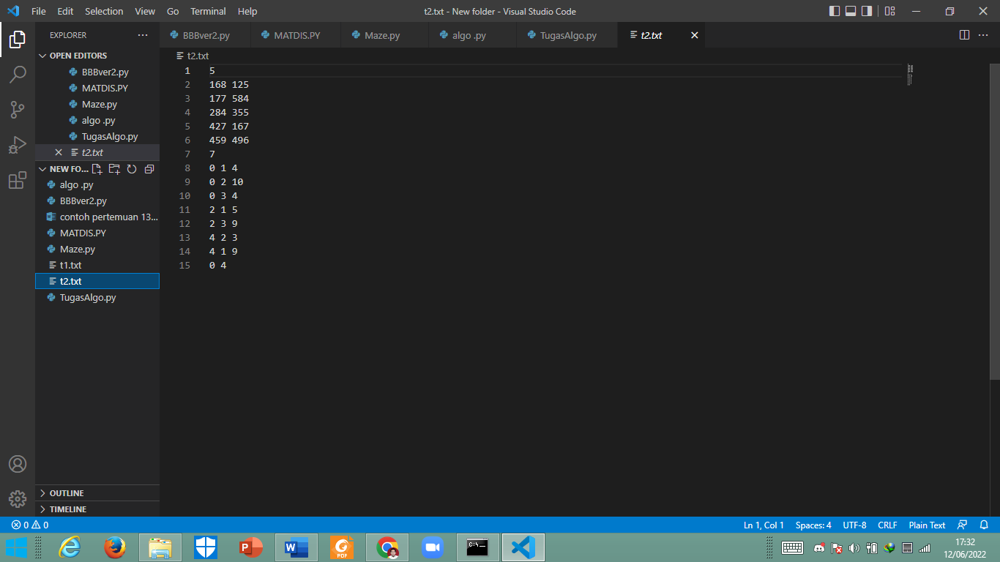 File Edit Selection View Go Terminal Help
t2.txt - New folder - Visual Studio Code
EXPLORER
BBBver2.py
MATDIS.PY
Maze.py
algo .py
TugasAlgo.py
t2.txt
OPEN EDITORS
BBBver2.py
MATDIS.PY
Maze.py
algo .py
TugasAlgo.py
t2.txt
NEW FO...
algo .py
BBBver2.py
contoh pertemuan 13...
MATDIS.PY
Maze.py
t1.txt
t2.txt
TugasAlgo.py
OUTLINE
TIMELINE
t2.txt
1 5
2 168 125
3 177 584
4 284 355
5 427 167
6 459 496
7 7
8 0 1 4
9 0 2 10
10 0 3 4
11 2 1 5
12 2 3 9
13 4 2 3
14 4 1 9
15 0 4
0 0
Ln 1, Col 1 Spaces: 4 UTF-8 CRLF Plain Text
17:32
12/06/2022